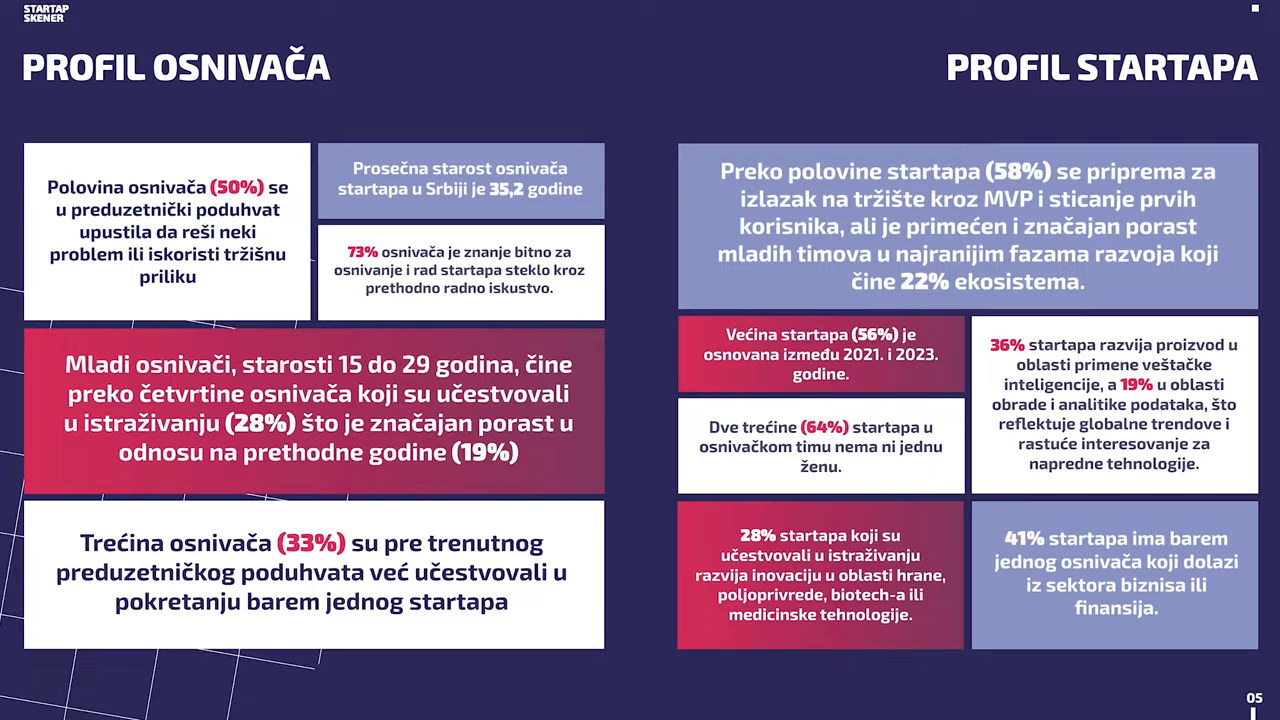 STARTAP
SKENER
PROFIL OSNIVAČA
Polovina osnivača (50%) se
u preduzetnički poduhvat
upustila da reši neki
problem ili iskoristi tržišnu
priliku
Prosečna starost osnivača
startapa u Srbiji je 35,2 godine
73% osnivača je znanje bitno za
osnivanje i rad startapa steklo kroz
prethodno radno iskustvo.
Mladi osnivači, starosti 15 do 29 godina, čine
preko četvrtine osnivača koji su učestvovali
u istraživanju (28%) što je značajan porast u
odnosu na prethodne godine (19%)
Trećina osnivača (33%) su pre trenutnog
preduzetničkog poduhvata već učestvovali u
pokretanju barem jednog startapa
PROFIL STARTAPA
Preko polovine startapa (58%) se priprema za
izlazak na tržište kroz MVP i sticanje prvih
korisnika, ali je primećen i značajan porast
mladih timova u najranijim fazama razvoja koji
čine 22% ekosistema.
Većina startapa (56%) je
osnovana između 2021. i 2023.
godine.
Dve trećine (64%) startapa u
osnivačkom timu nema ni jednu
ženu.
36% startapa razvija proizvod u
oblasti primene veštačke
inteligencije, a 19% u oblasti
obrade i analitike podataka, što
reflektuje globalne trendove i
rastuće interesovanje za
napredne tehnologije.
28% startapa koji su
učestvovali u istraživanju
razvija inovaciju u oblasti hrane,
poljoprivrede, biotech-a ili
medicinske tehnologije.
41% startapa ima barem
jednog osnivača koji dolazi
iz sektora biznisa ili
finansija.
05